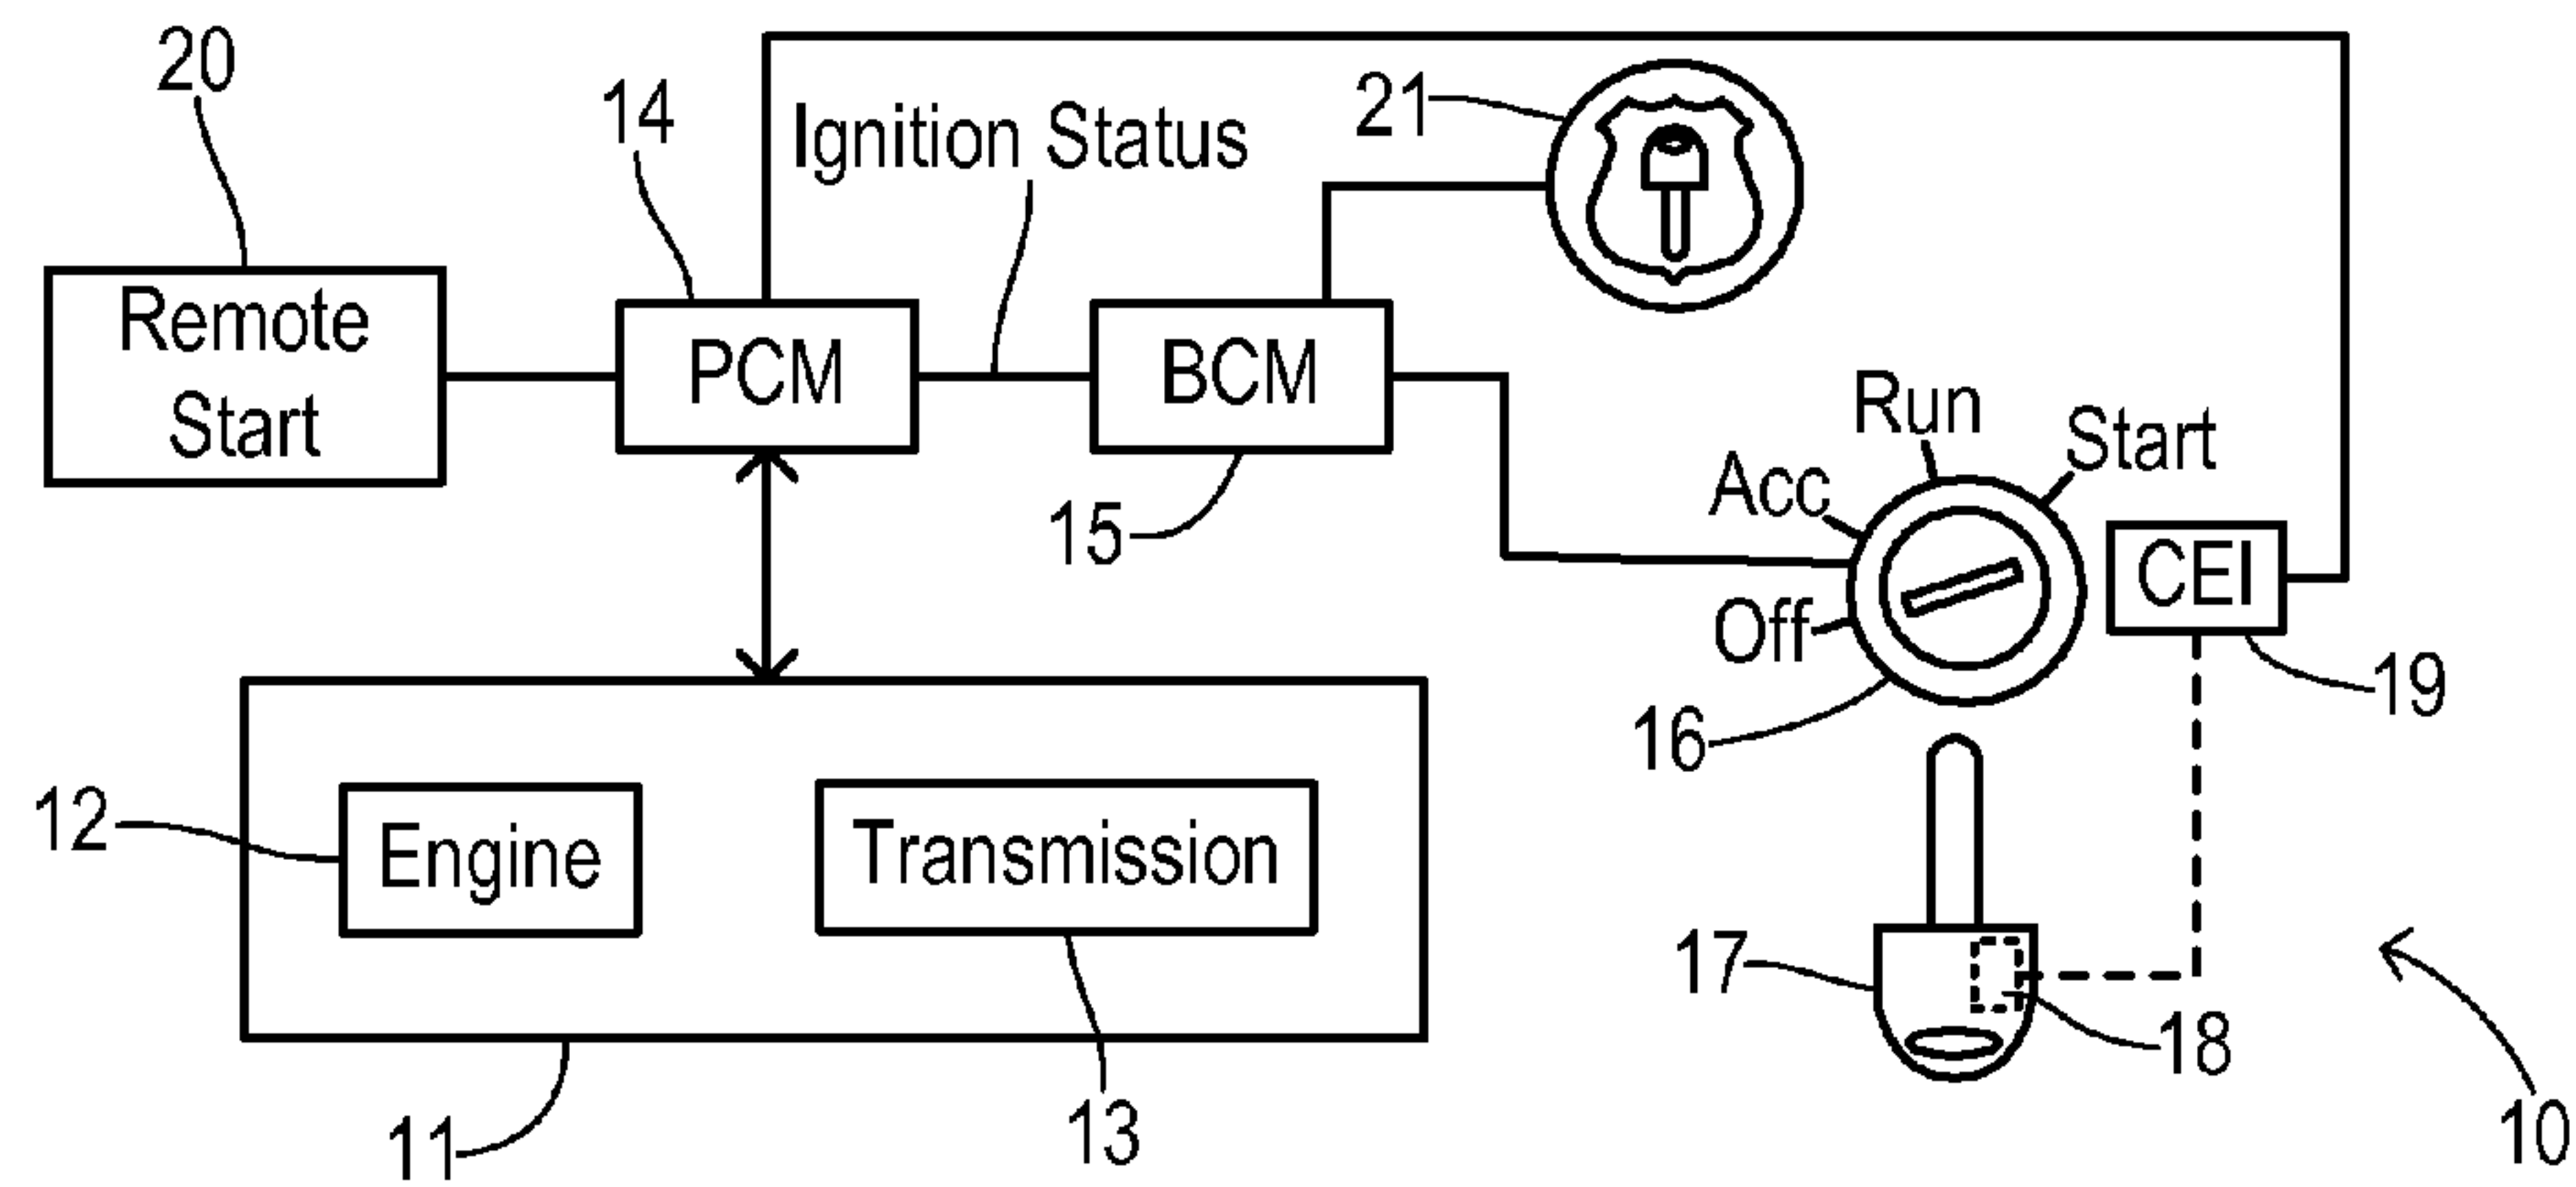 20
14
Ignition Status
21
Remote
Start
PCM
BCM
15
Run
Start
Acc
Off
CEI
16
19
12
Engine
Transmission
17
18
11
13
10